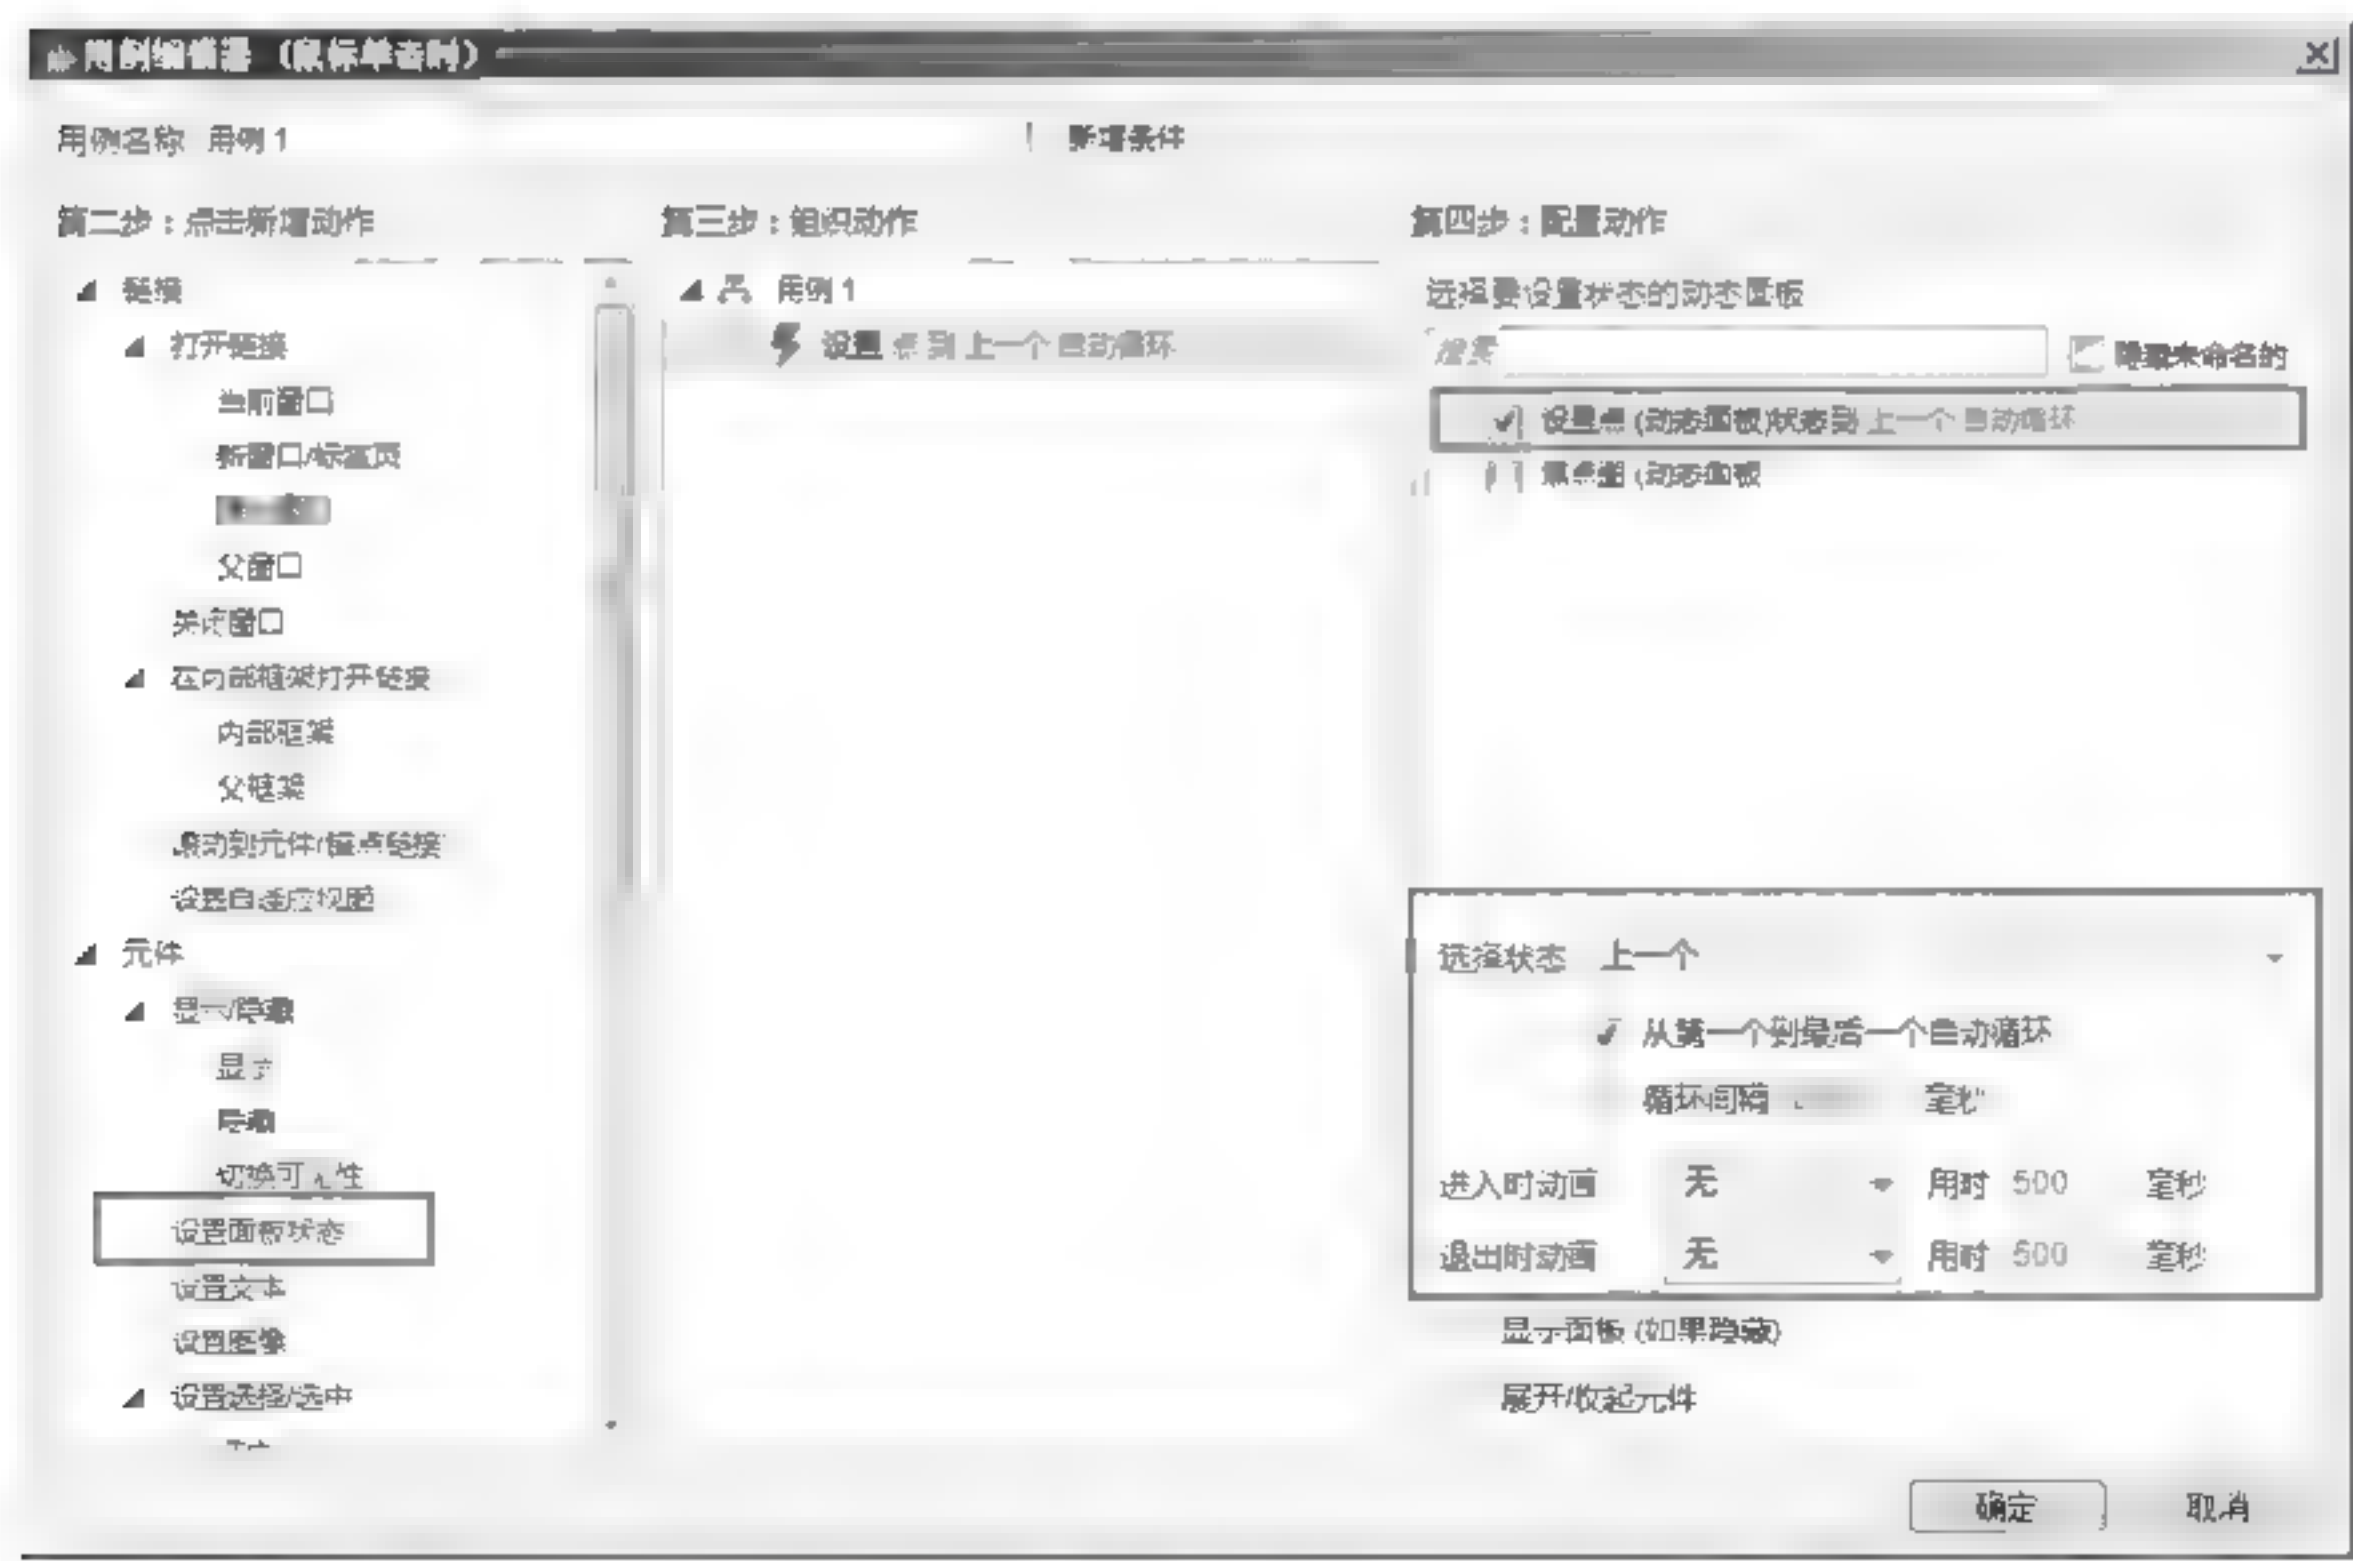 用例编辑器 (鼠标单击时)
用例名称 用例 1 新增条件
第二步:点击新增动作
链接
打开链接
当前窗口
新窗口/标签页
父窗口
关闭窗口
在内部框架打开链接
内部框架
父框架
滚动到元件/锚点链接
设置自适应视图
元件
显示/隐藏
显示
隐藏
切换可见性
设置面板状态
设置文本
设置图像
设置选择/选中
第三步:组织动作
用例 1
设置 点 到 上一个 自动循环
第四步:配置动作
选择要设置状态的动态面板
搜索 隐藏未命名的
设置点 (动态面板)状态到 上一个 自动循环
(动态面板
选择状态 上一个
从第一个到最后一个自动循环
循环间隔 毫秒
进入时动画 无 用时 500 毫秒
退出时动画 无 用时 500 毫秒
显示面板 (如果隐藏)
展开/收起元件
确定 取消